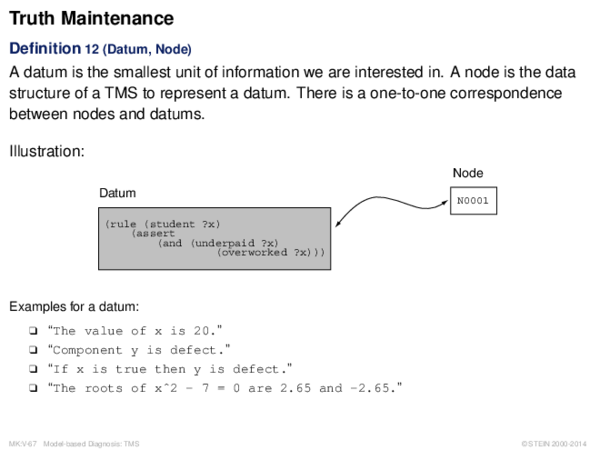 Truth Maintenance
Definition 12 (Datum, Node)
A datum is the smallest unit of information we are interested in. A node is the data
structure of a TMS to represent a datum. There is a one-to-one correspondence
between nodes and datums.
Illustration:
Node
Datum
N0001
(rule (student ?x)
(assert
(and (underpaid ?x)
(overworked ?x)))
Examples for a datum:
❑ "The value of x is 20."
❑ "Component y is defect."
❑ "If x is true then y is defect."
❑ "The roots of x^2 - 7 = 0 are 2.65 and -2.65."
MK:V-67 Model-based Diagnosis: TMS
©STEIN 2000-2014